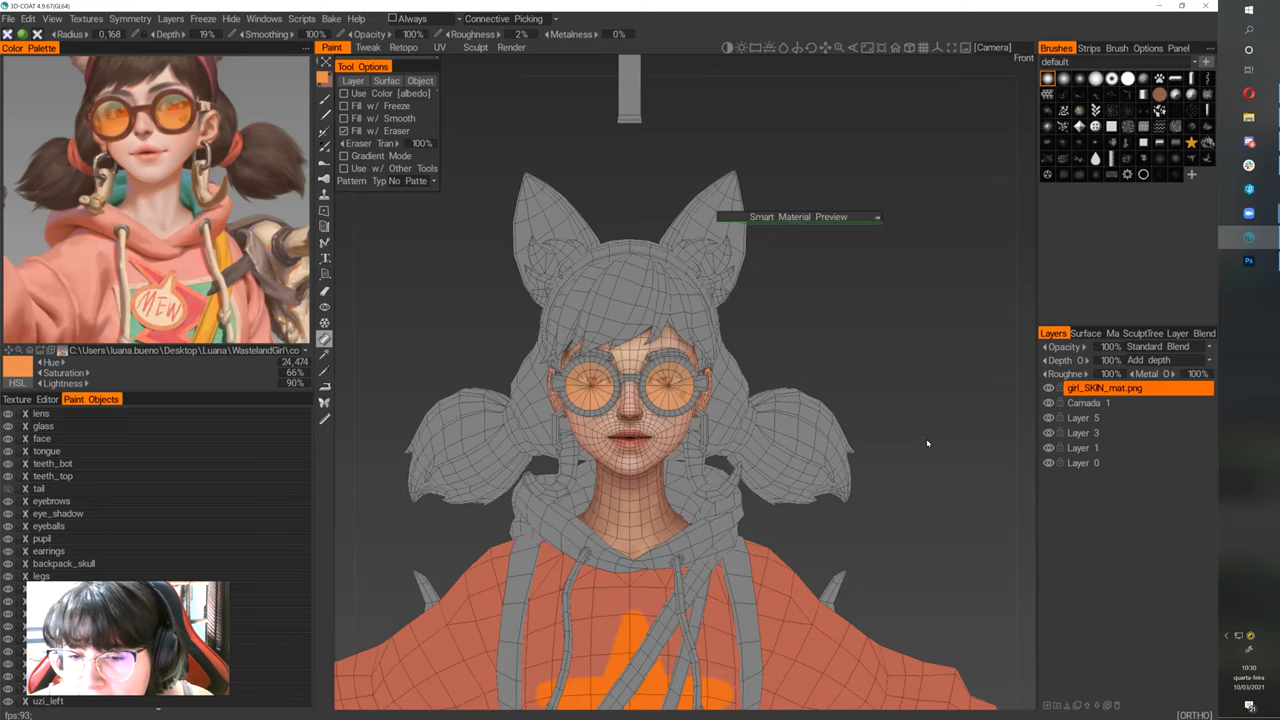 3D-COAT 4.9.67(GL64)
File Edit View Textures Symmetry Layers Freeze Hide Windows Scripts Bake Help Always Connective Picking
Radius 0,168 Depth 19% Smoothing 100% Opacity 100% Roughness 2% Metalness 0%
Color Palette
Paint Tweak Retopo UV Sculpt Render
[Camera]
Front
Tool Options
Layer Surfac Object
Use Color [albedo]
Fill w/ Freeze
Fill w/ Smooth
Fill w/ Eraser
Eraser Tran 100%
Gradient Mode
Use w/ Other Tools
Pattern Typ No Patte
Smart Material Preview
MEW
C:\Users\luana.bueno\Desktop\Luana\WastelandGirl\co
Hue 24,474
Saturation 66%
HSL Lightness 90%
Texture Editor Paint Objects
lens
glass
face
tongue
teeth_bot
teeth_top
tail
eyebrows
eye_shadow
eyeballs
pupil
earrings
backpack_skull
legs
uzi_left
fps:93;
Brushes Strips Brush Options Panel
default
Layers Surface Ma SculptTree Layer Blend
Opacity 100% Standard Blend
Depth O 100% Add depth
Roughne 100% Metal O 100%
girl_SKIN_mat.png
Camada 1
Layer 5
Layer 3
Layer 1
Layer 0
[ORTHO]
Ps
10:30
quarta-feira
10/03/2021
21